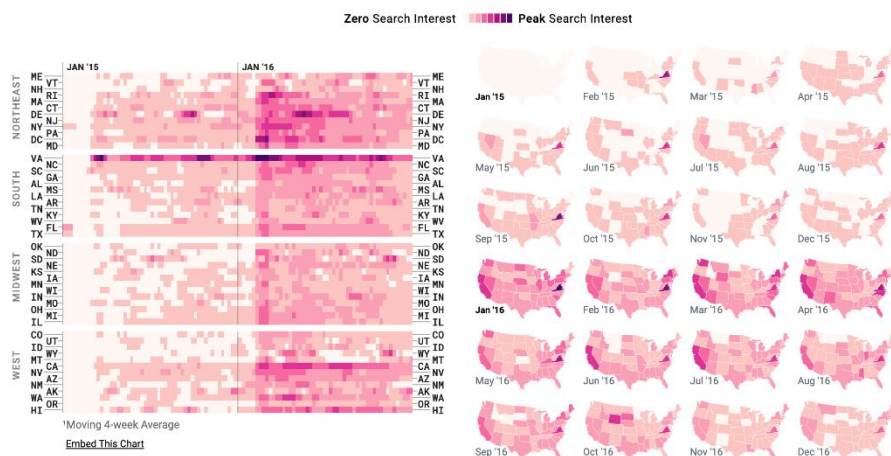 Zero Search Interest Peak Search Interest
JAN '15 JAN '16
NORTHEAST
ME ME
VT VT
NH NH
RI RI
MA MA
CT CT
DE DE
NJ NJ
NY NY
PA PA
DC DC
MD MD
SOUTH
VA VA
NC NC
SC SC
GA GA
AL AL
MS MS
LA LA
AR AR
TN TN
KY KY
WV WV
FL FL
TX TX
MIDWEST
OK OK
ND ND
SD SD
NE NE
KS KS
IA IA
MN MN
WI WI
IN IN
MO MO
OH OH
MI MI
IL IL
WEST
CO CO
UT UT
ID ID
WY WY
MT MT
CA CA
NV NV
AZ AZ
NM NM
AK AK
WA WA
OR OR
HI HI
¹Moving 4-week Average
Embed This Chart
Jan '15 Feb '15 Mar '15 Apr '15
May '15 Jun '15 Jul '15 Aug '15
Sep '15 Oct '15 Nov '15 Dec '15
Jan '16 Feb '16 Mar '16 Apr '16
May '16 Jun '16 Jul '16 Aug '16
Sep '16 Oct '16 Nov '16 Dec '16